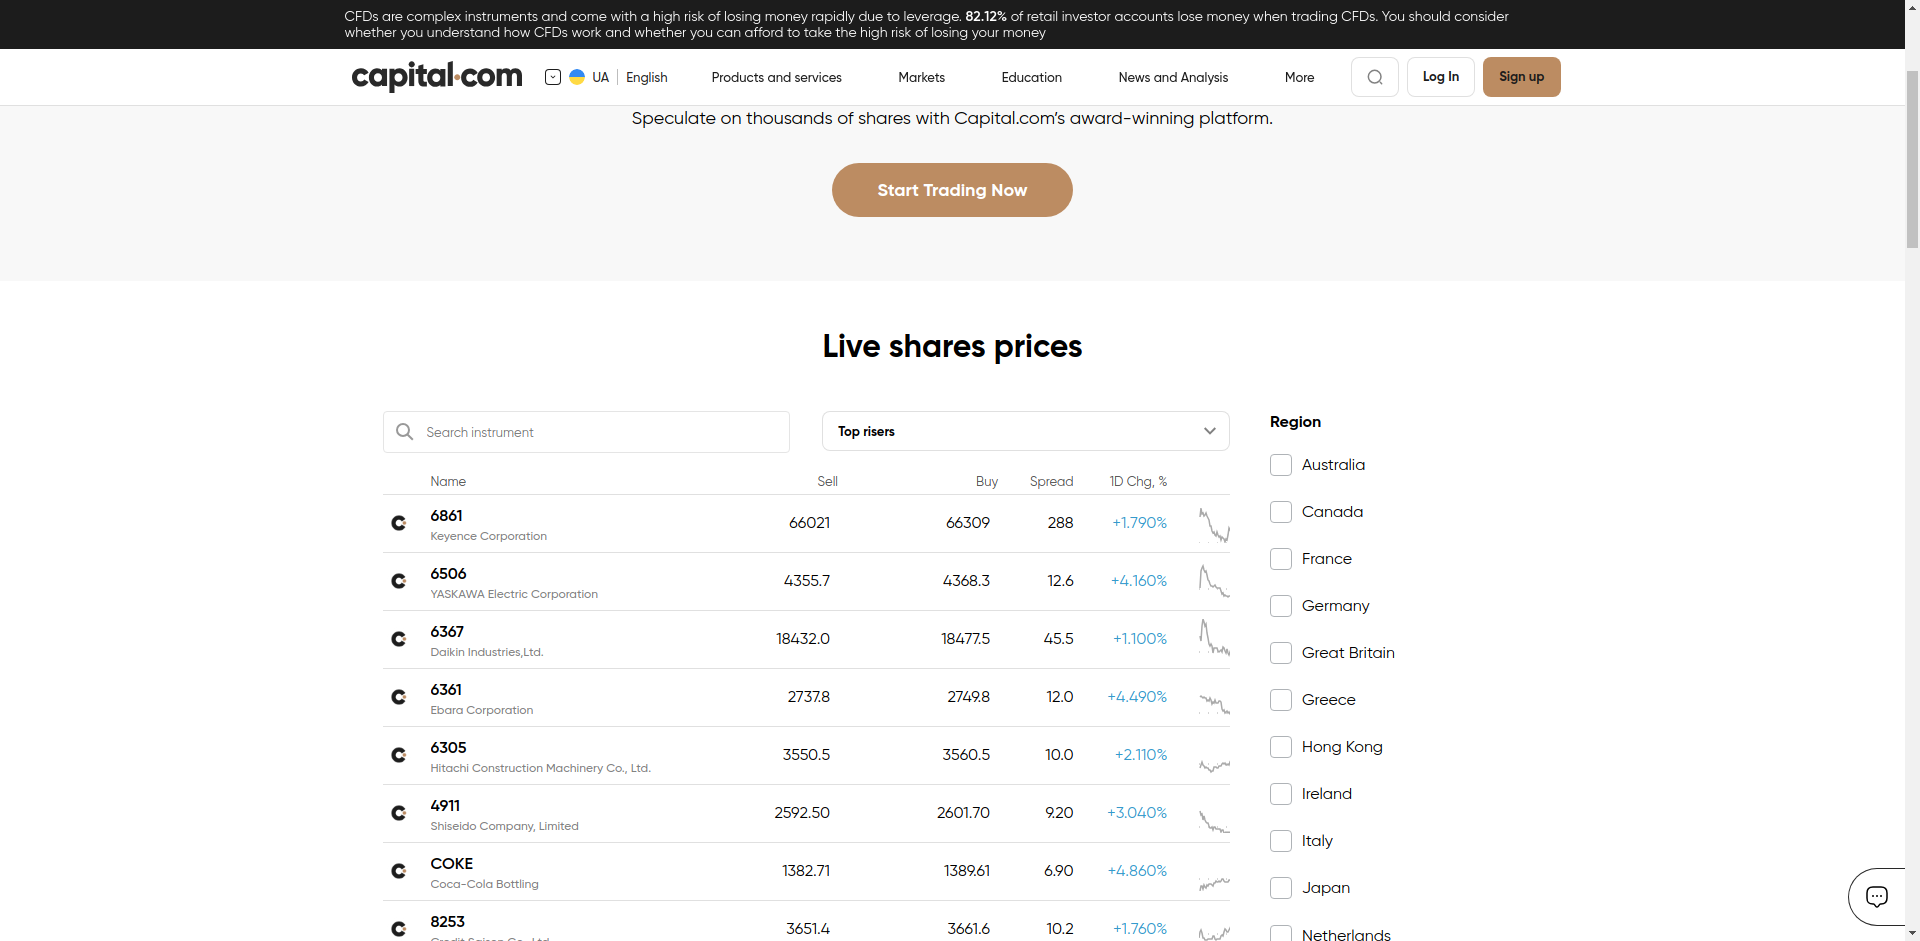 CFDs are complex instruments and come with a high risk of losing money rapidly due to leverage. 82.12% of retail investor accounts lose money when trading CFDs. You should consider
whether you understand how CFDs work and whether you can afford to take the high risk of losing your money
capital.com UA English Products and services Markets Education News and Analysis More Log In Sign up
Speculate on thousands of shares with Capital.com's award-winning platform.
Start Trading Now
Live shares prices
Search instrument
Top risers
Name Sell Buy Spread 1D Chg, %
6861 66021 66309 288 +1.790%
Keyence Corporation
6506 4355.7 4368.3 12.6 +4.160%
YASKAWA Electric Corporation
6367 18432.0 18477.5 45.5 +1.100%
Daikin Industries,Ltd.
6361 2737.8 2749.8 12.0 +4.490%
Ebara Corporation
6305 3550.5 3560.5 10.0 +2.110%
Hitachi Construction Machinery Co., Ltd.
4911 2592.50 2601.70 9.20 +3.040%
Shiseido Company, Limited
COKE 1382.71 1389.61 6.90 +4.860%
Coca-Cola Bottling
8253 3651.4 3661.6 10.2 +1.760%
Region
Australia
Canada
France
Germany
Great Britain
Greece
Hong Kong
Ireland
Italy
Japan
Netherlands